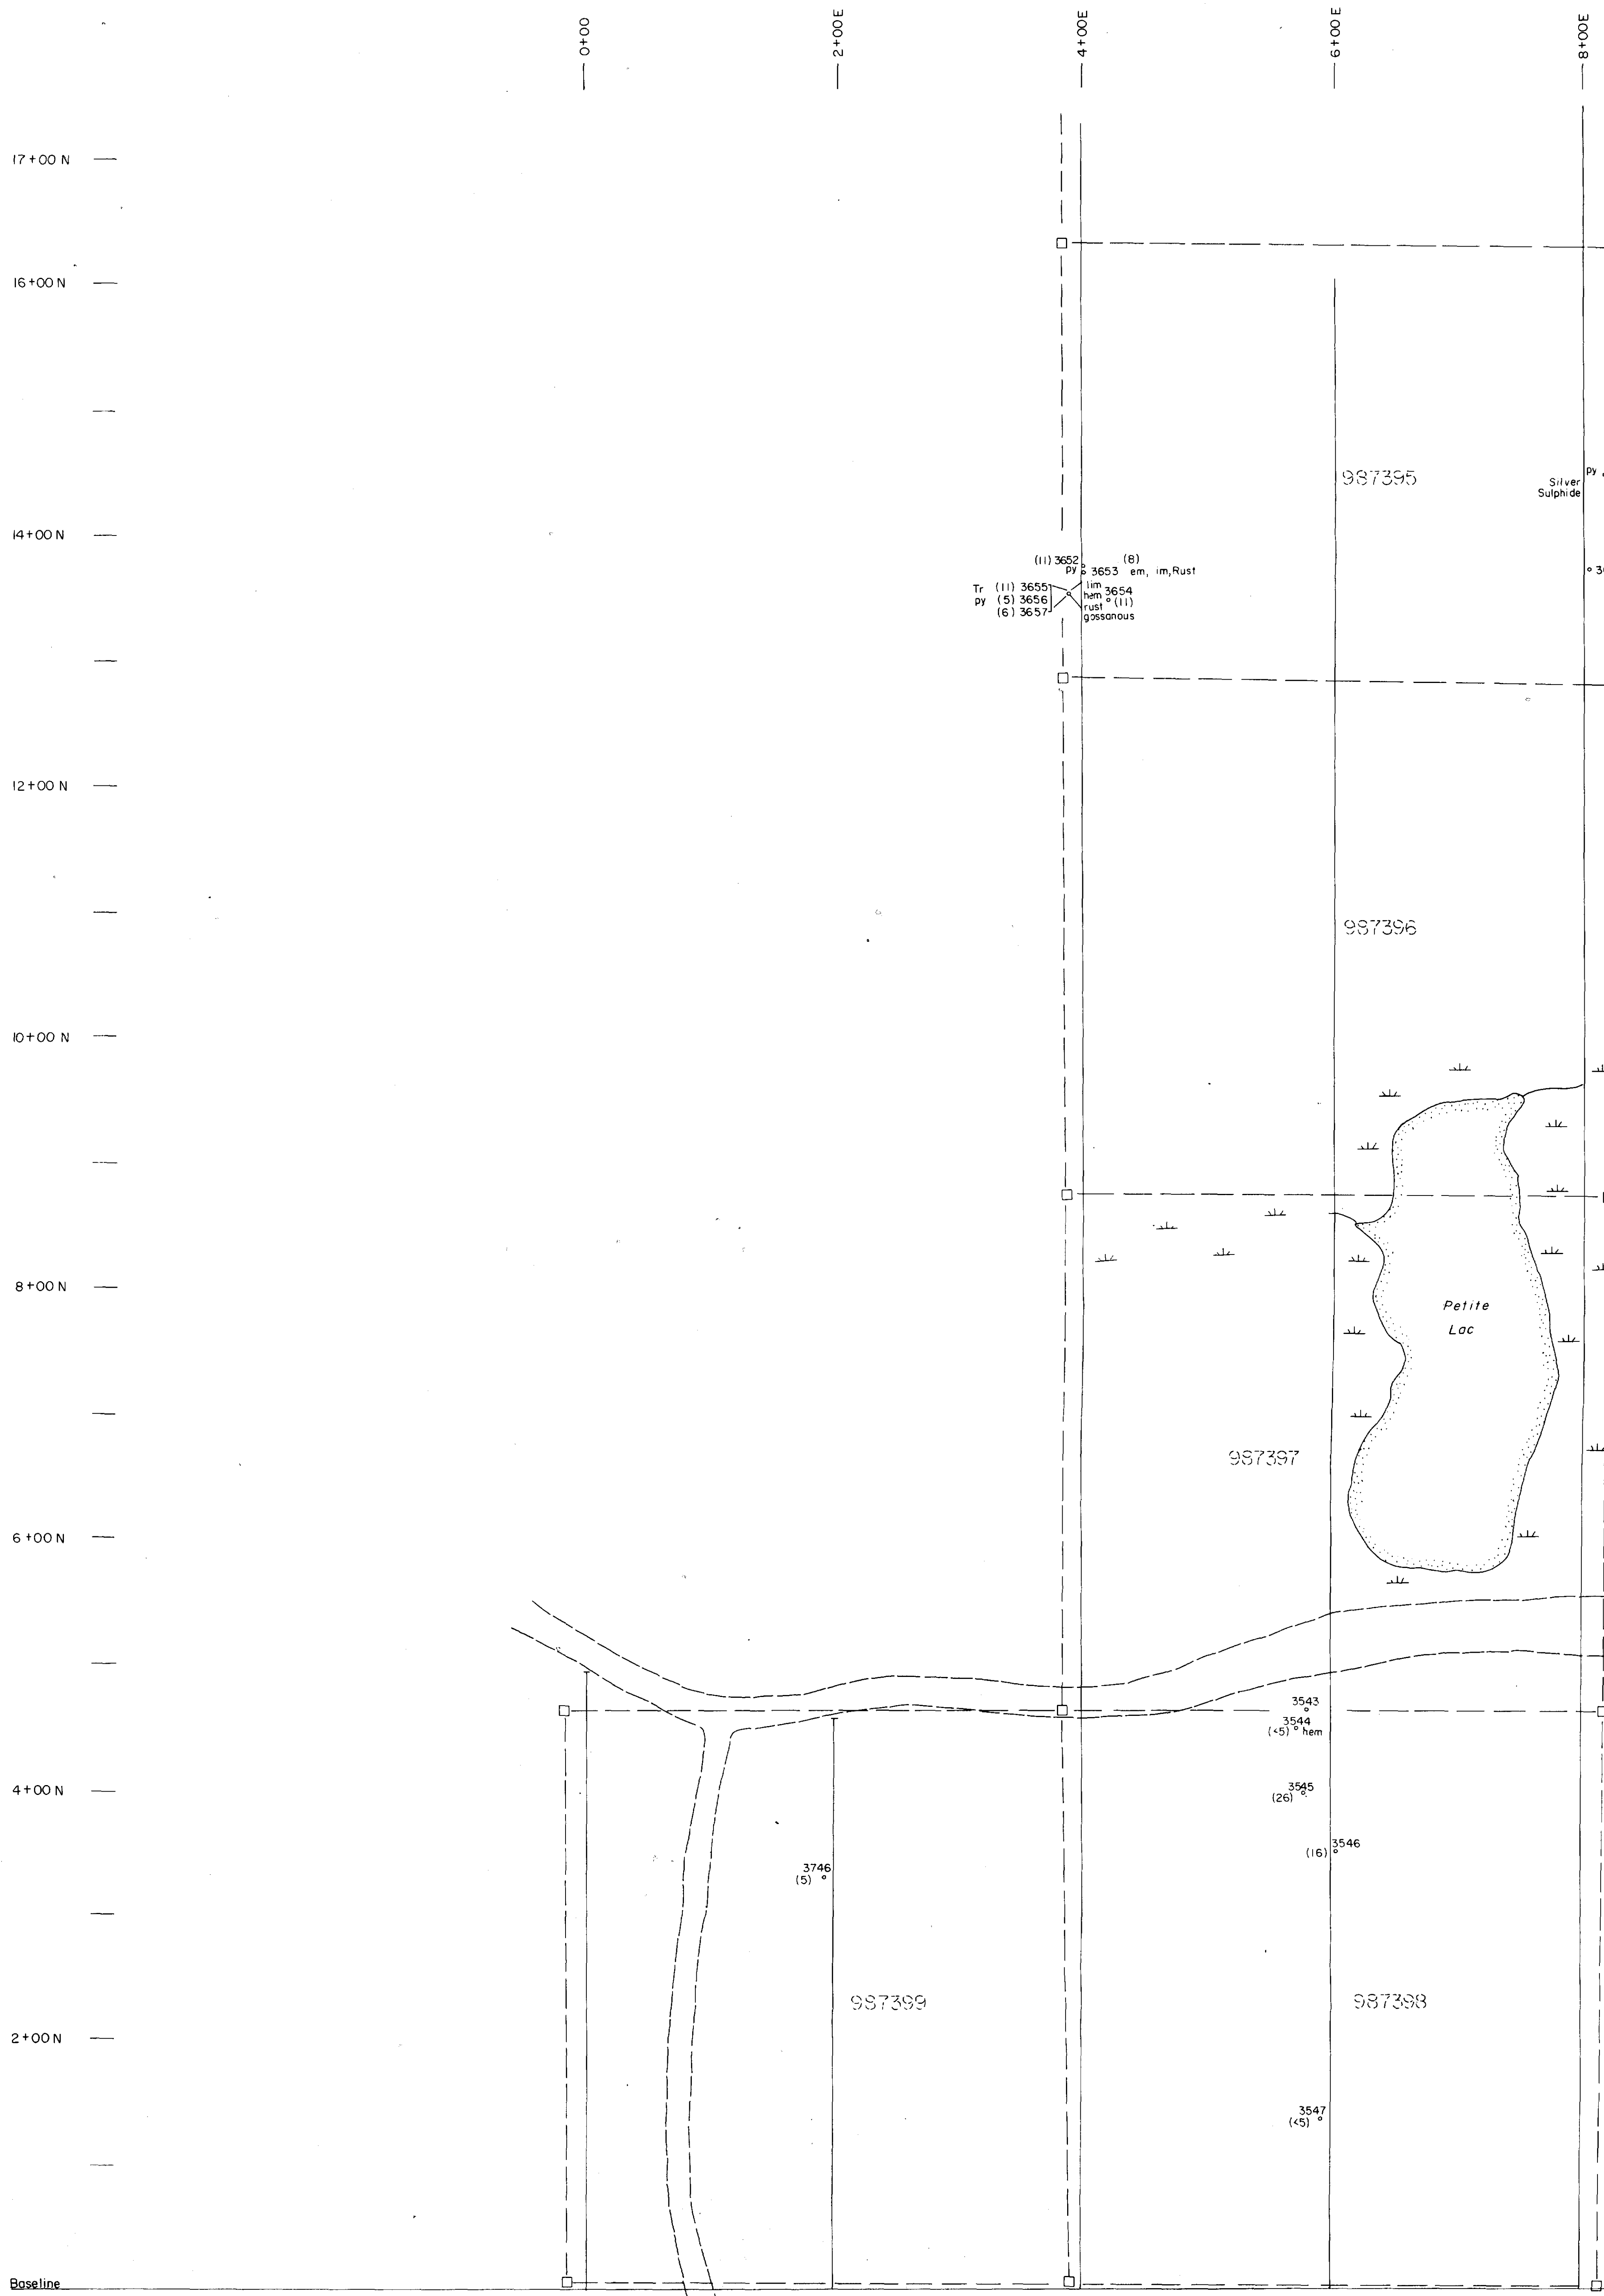 0+00
2+00E
4+00E
6+00E
8+00E
17+00 N
16+00 N
987395
py
Silver
Sulphide
14+00 N
(11) 3652
(8)
py
3653 em, im,Rust
Tr (11) 3655
lim
py (5) 3656
hem 3654
(6) 3657
rust (11)
gossanous
12+00 N
987396
10+00 N
8+00 N
Petite
Lac
987397
6+00 N
3543
3544
(<5) hem
4+00 N
3545
(26)
3546
(16)
3746
(5)
987399
987398
2+00 N
3547
(<5)
Baseline